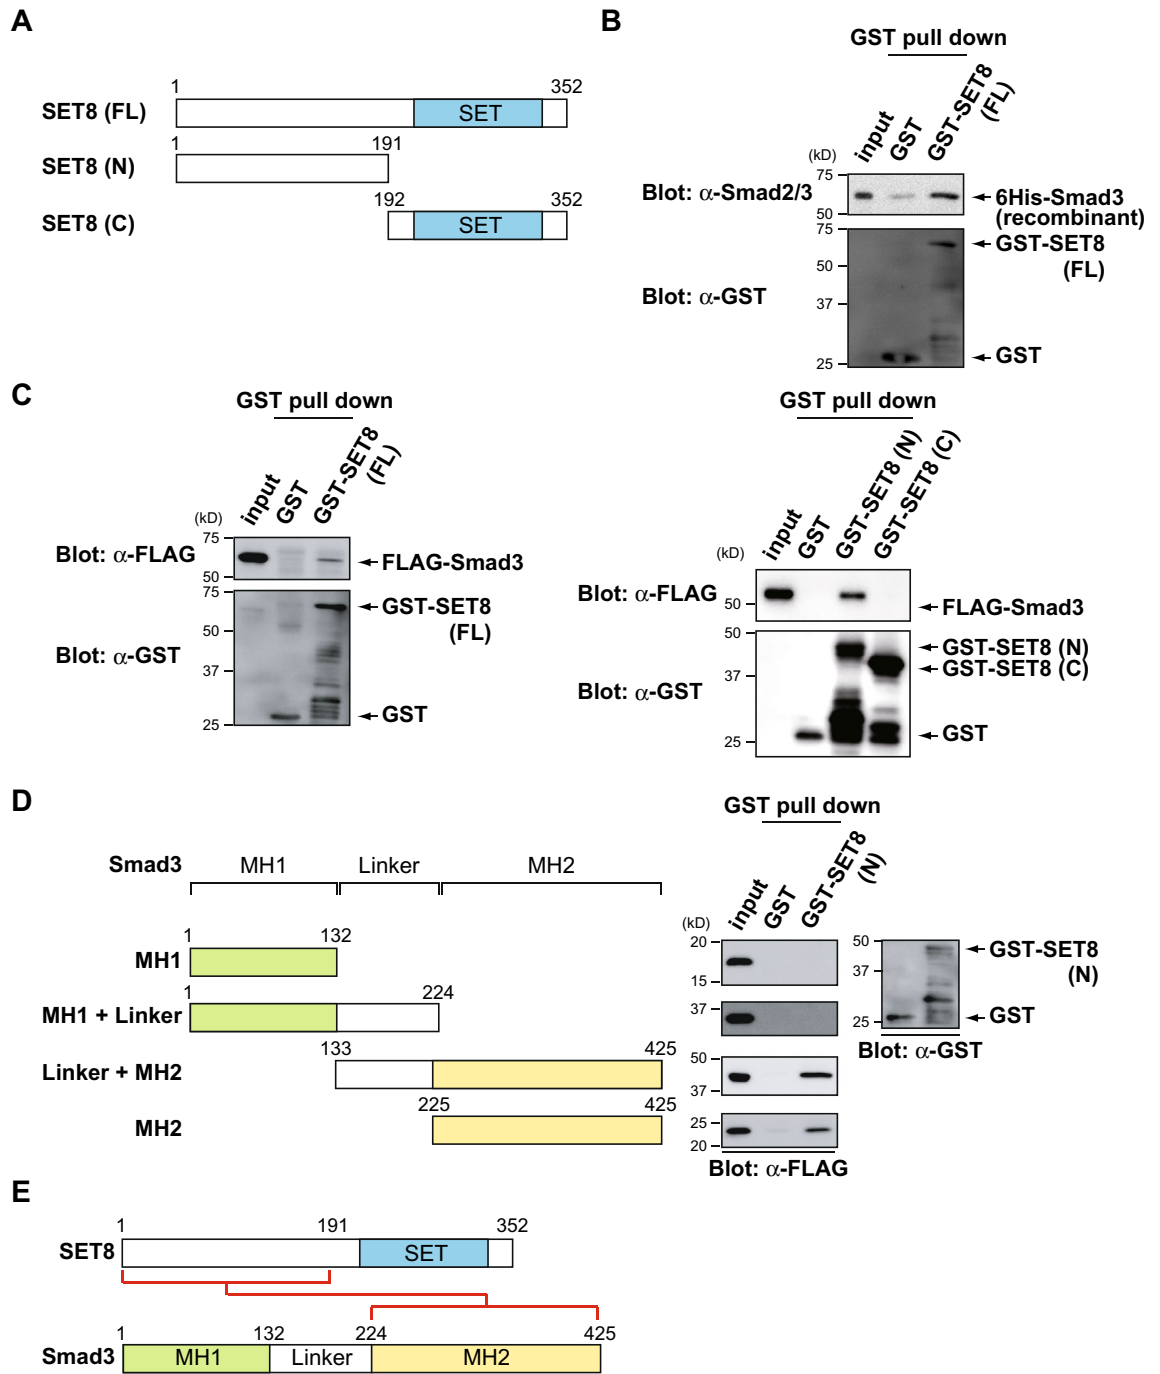 A
1 352
SET8 (FL) SET
1 191
SET8 (N)
192 352
SET8 (C) SET
B
GST pull down
input GST GST-SET8 (FL)
(kD)
75
Blot: α-Smad2/3
6His-Smad3
(recombinant)
50
75
GST-SET8
(FL)
50
Blot: α-GST
37
GST
25
C
GST pull down
input GST GST-SET8 (FL)
(kD)
75
Blot: α-FLAG
FLAG-Smad3
50
75
GST-SET8
(FL)
50
Blot: α-GST
37
GST
25
GST pull down
input GST GST-SET8 (N) GST-SET8 (C)
(kD)
Blot: α-FLAG
50
FLAG-Smad3
50
GST-SET8 (N)
GST-SET8 (C)
37
Blot: α-GST
GST
25
D
Smad3 MH1 Linker MH2
1 132
MH1
1 224
MH1 + Linker
133 425
Linker + MH2
225 425
MH2
GST pull down
input GST GST-SET8 (N)
(kD)
20
15
37
50
37
25
20
Blot: α-FLAG
50
GST-SET8
(N)
37
GST
25
Blot: α-GST
E
1 191 352
SET8 SET
1 132 224 425
Smad3 MH1 Linker MH2